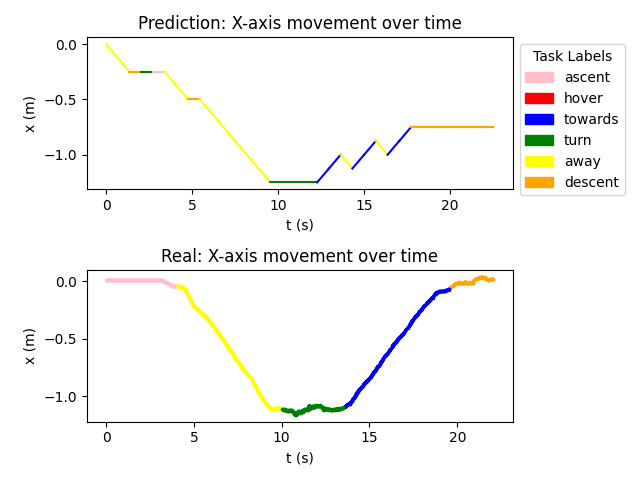 Prediction: X-axis movement over time
0.0
−0.5
−1.0
x (m)
0
5
10
15
20
t (s)
Task Labels
ascent
hover
towards
turn
away
descent
Real: X-axis movement over time
0.0
−0.5
−1.0
x (m)
0
5
10
15
20
t (s)